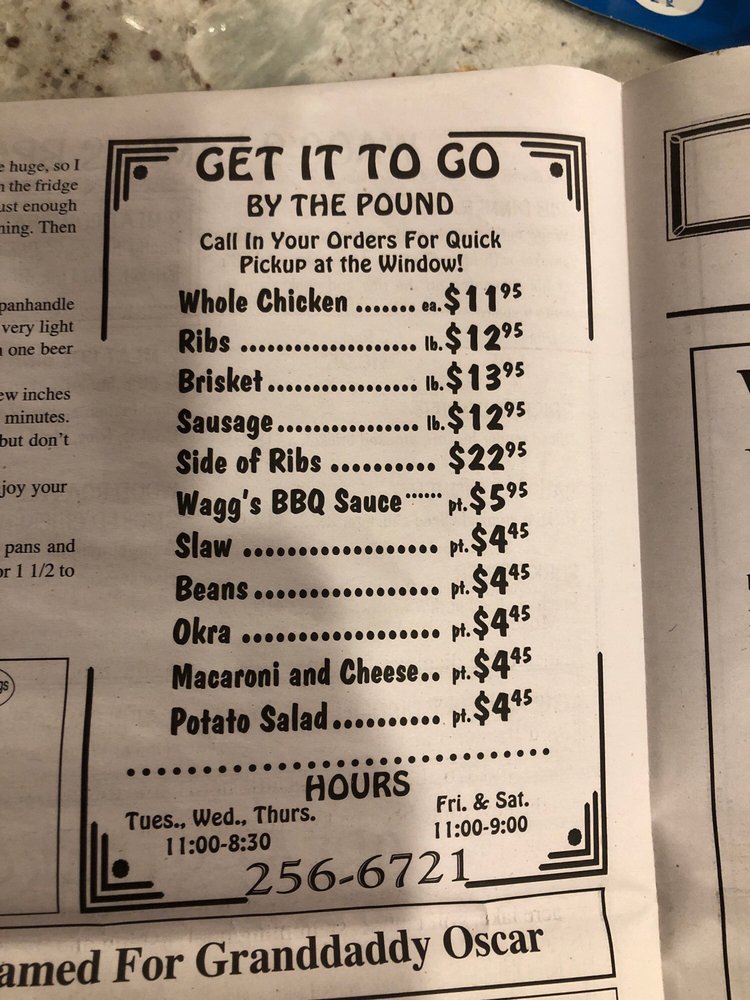 e huge, so I
the fridge
ust enough
ning. Then
panhandle
very light
one beer
ew inches
minutes.
but don't
joy your
pans and
or 1 1/2 to
gs
GET IT TO GO
BY THE POUND
Call In Your Orders For Quick
Pickup at the Window!
Whole Chicken ....... ea. $11.95
Ribs .................... lb. $12.95
Brisket................. lb. $13.95
Sausage................. lb. $12.95
Side of Ribs .......... $22.95
Wagg's BBQ Sauce ...... pt. $5.95
Slaw ................... pt. $4.45
Beans................... pt. $4.45
Okra ................... pt. $4.45
Macaroni and Cheese.. pt. $4.45
Potato Salad........... pt. $4.45
HOURS
Tues., Wed., Thurs.
11:00-8:30
Fri. & Sat.
11:00-9:00
256-6721
amed For Granddaddy Oscar